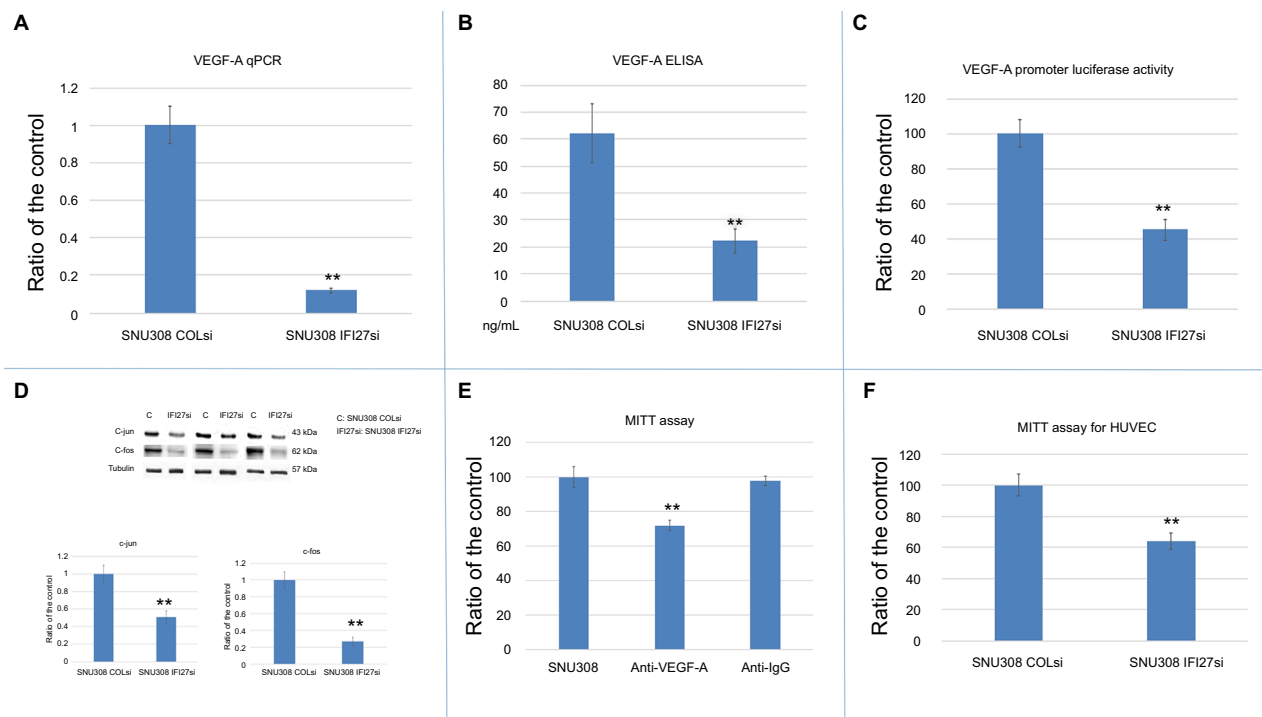 A
VEGF-A qPCR
Ratio of the control
1.2
1
0.8
0.6
0.4
0.2
0
**
SNU308 COLsi SNU308 IFI27si
B
VEGF-A ELISA
80
70
60
50
40
30
20
10
0
**
ng/mL SNU308 COLsi SNU308 IFI27si
C
VEGF-A promoter luciferase activity
Ratio of the control
120
100
80
60
40
20
0
**
SNU308 COLsi SNU308 IFI27si
D
C IFI27si C IFI27si C IFI27si
C: SNU308 COLsi
IFI27si: SNU308 IFI27si
C-jun 43 kDa
C-fos 62 kDa
Tubulin 57 kDa
c-jun
Ratio of the control
1.2
1
0.8
0.6
0.4
0.2
0
**
SNU308 COLsi SNU308 IFI27si
c-fos
Ratio of the control
1.2
1
0.8
0.6
0.4
0.2
0
**
SNU308 COLsi SNU308 IFI27si
E
MITT assay
Ratio of the control
120
100
80
60
40
20
0
**
SNU308 Anti-VEGF-A Anti-IgG
F
MITT assay for HUVEC
Ratio of the control
120
100
80
60
40
20
0
**
SNU308 COLsi SNU308 IFI27si